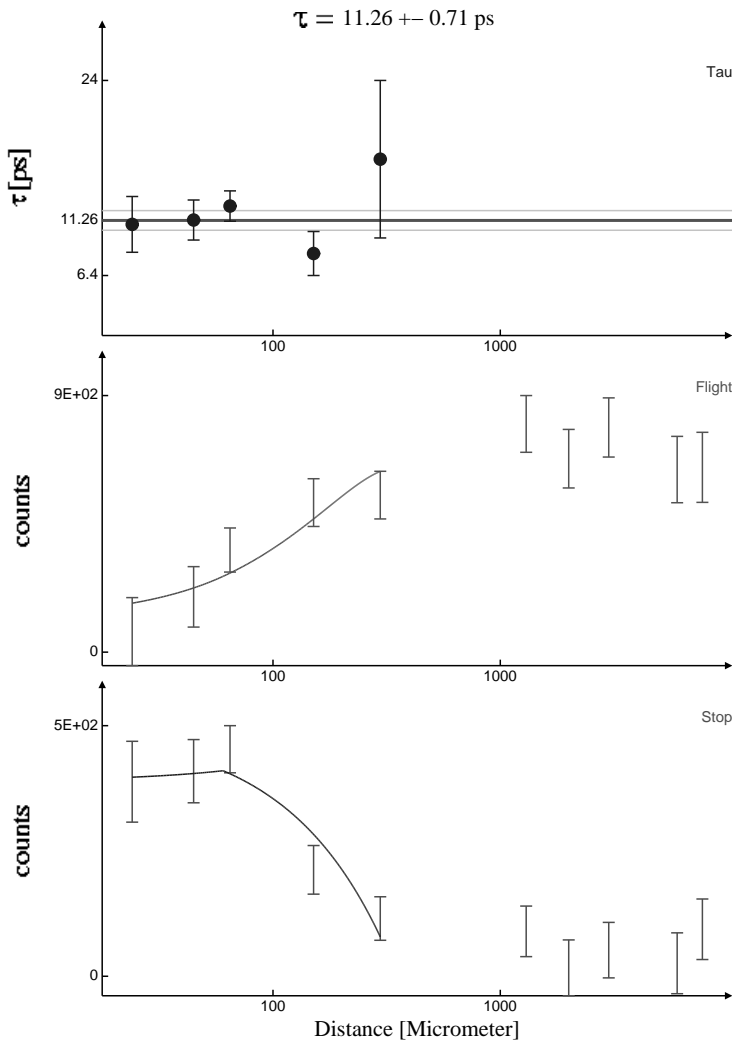 τ = 11.26 +− 0.71 ps
24
Tau
τ [ps]
11.26
6.4
100
1000
9E+02
Flight
counts
0
100
1000
5E+02
Stop
counts
0
100
1000
Distance [Micrometer]